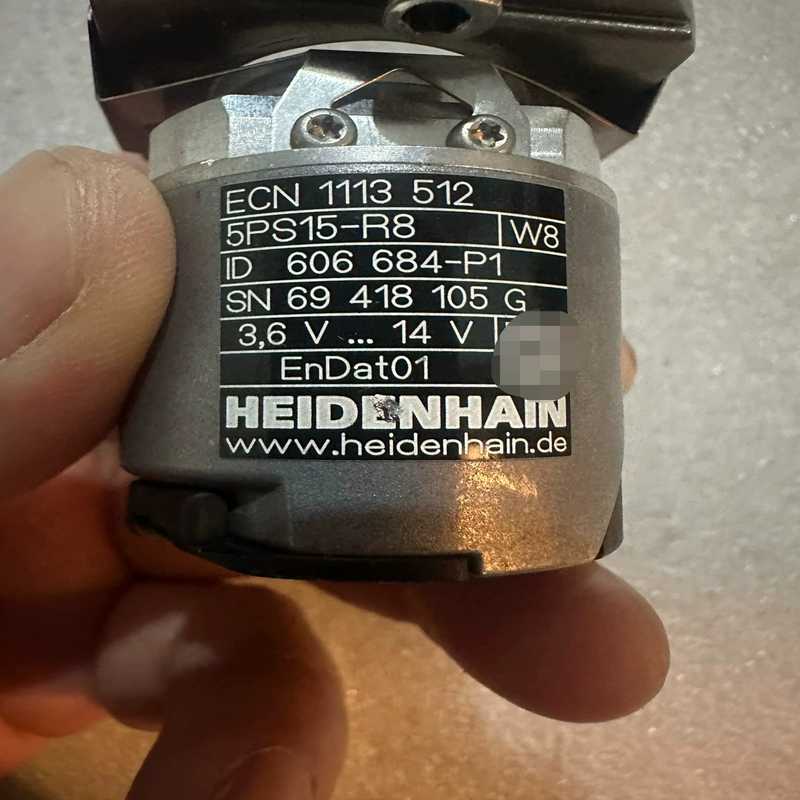 ECN 1113 512
5PS15-R8 W8
ID 606 684-P1
SN 69 418 105 G
3,6 V ... 14 V
EnDat01
HEIDENHAIN
www.heidenhain.de